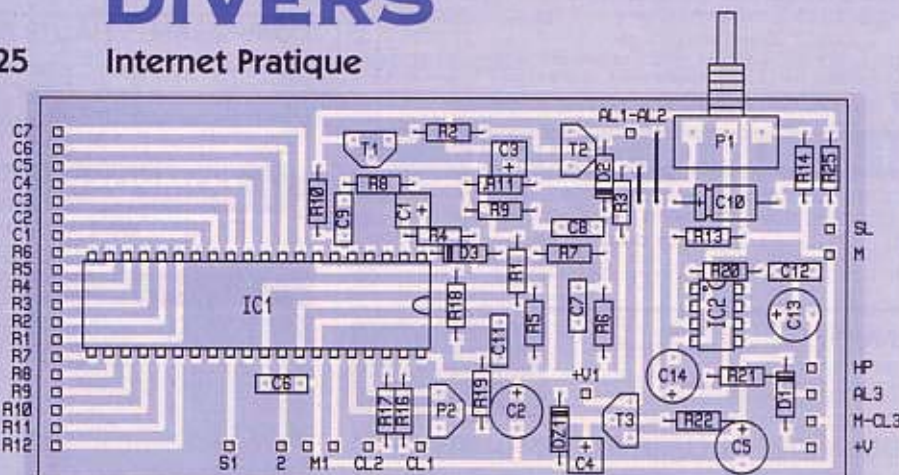 DIVERS
25 Internet Pratique
C7
C6
C5
C4
C3
C2
C1
R6
R5
R4
R3
R2
R1
R7
R8
R9
R10
R11
R12
AL1-AL2
R2
T1
C3
+
T2
D2
P1
R14
R25
R10
C9
R8
C1
+
R11
R9
R3
+
C10
C8
R4
D3
R7
R13
SL
M
R1
R18
IC1
R5
C7
R6
R20
C12
IC2
+
C13
C11
C6
R17
R16
P2
R19
+
C2
+V1
DZ1
T3
C14
+
R21
D1
R22
+
C5
+
C4
HP
AL3
M-CL3
+V
S1
2
M1
CL2
CL1